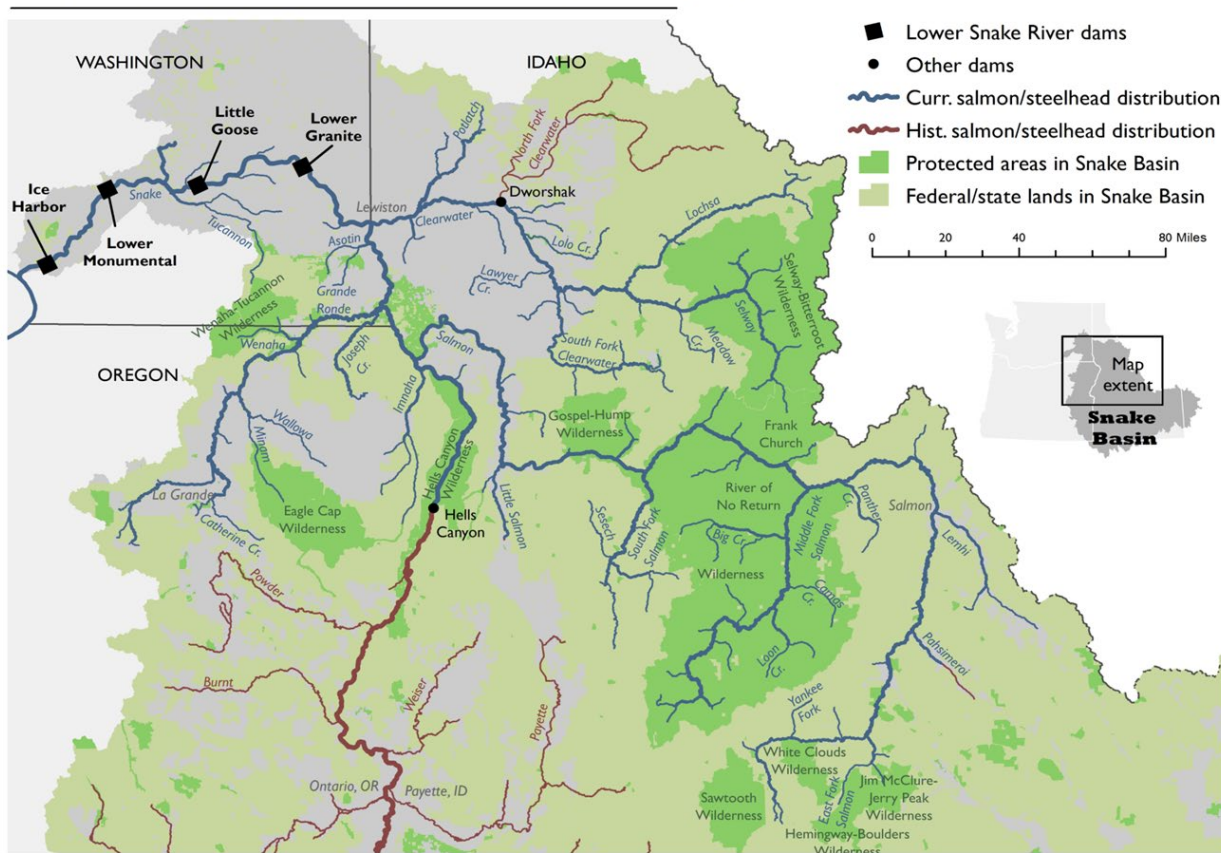 WASHINGTON
IDAHO
OREGON
Lower Snake River dams
Other dams
Curr. salmon/steelhead distribution
Hist. salmon/steelhead distribution
Protected areas in Snake Basin
Federal/state lands in Snake Basin
0 20 40 80 Miles
Map
extent
Snake
Basin
Ice
Harbor
Lower
Monumental
Little
Goose
Lower
Granite
Snake
Tucannon
Asotin
Lewiston
Clearwater
Potlatch
North Fork
Clearwater
Dworshak
Lolo Cr.
Lawyer
Cr.
Lochsa
Selway
Selway-Bitterroot
Wilderness
Meadow
Cr.
South Fork
Clearwater
Grande
Ronde
Wenaha-Tucannon
Wilderness
Wenaha
Joseph
Cr.
Imnaha
Salmon
Wallowa
Minam
La Grande
Catherine Cr.
Eagle Cap
Wilderness
Hells Canyon
Wilderness
Hells
Canyon
Little Salmon
Gospel-Hump
Wilderness
Frank
Church
River of
No Return
Wilderness
Sesech
South Fork
Salmon
Big Cr.
Middle Fork
Salmon
Camas
Cr.
Loon
Cr.
Panther
Cr.
Salmon
Lemhi
Pahsimeroi
Yankee
Fork
White Clouds
Wilderness
East Fork
Salmon
Jim McClure-
Jerry Peak
Wilderness
Sawtooth
Wilderness
Hemingway-Boulders
Wilderness
Powder
Burnt
Weiser
Payette
Ontario, OR
Payette, ID